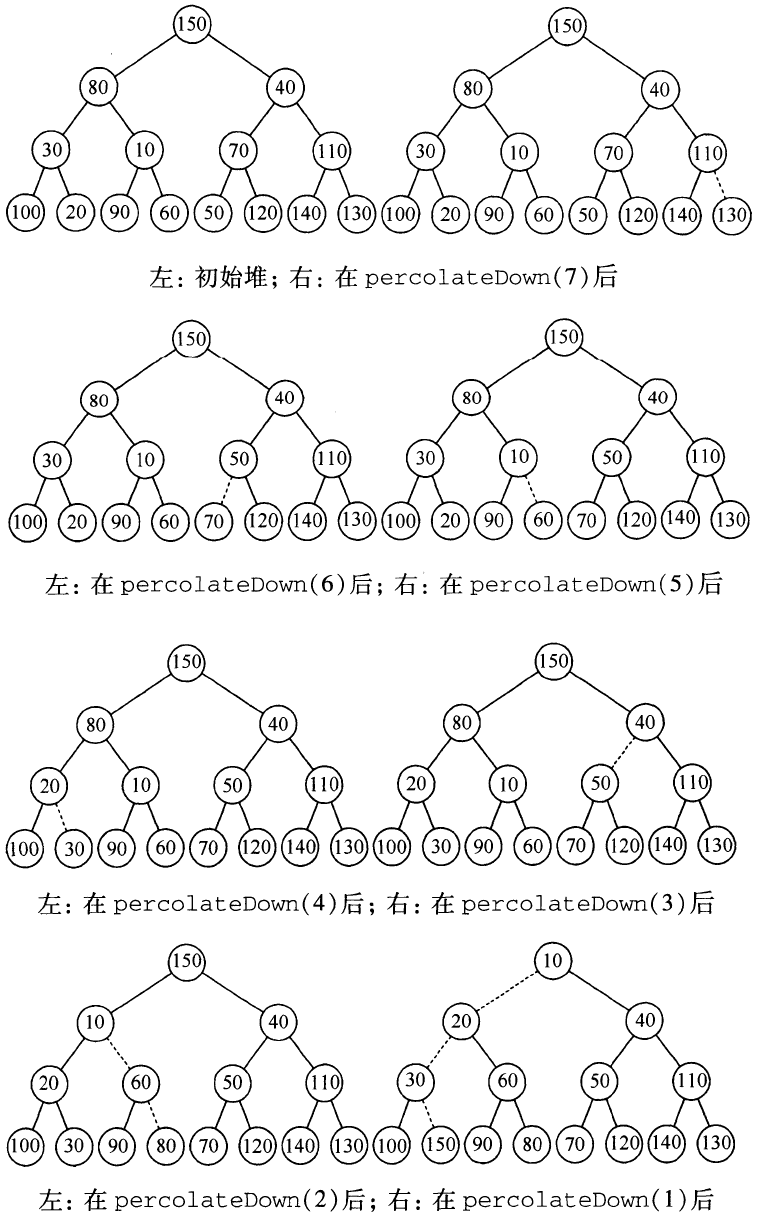 150 150
80 40 80 40
30 10 70 110 30 10 70 110
100 20 90 60 50 120 140 130 100 20 90 60 50 120 140 130
左: 初始堆; 右: 在 percolateDown(7)后
150 150
80 40 80 40
30 10 50 110 30 10 50 110
100 20 90 60 70 120 140 130 100 20 90 60 70 120 140 130
左: 在 percolateDown(6)后; 右: 在 percolateDown(5)后
150 150
80 40 80 40
20 10 50 110 20 10 50 110
100 30 90 60 70 120 140 130 100 30 90 60 70 120 140 130
左: 在 percolateDown(4)后; 右: 在 percolateDown(3)后
150 10
10 40 20 40
20 60 50 110 30 60 50 110
100 30 90 80 70 120 140 130 100 150 90 80 70 120 140 130
左: 在 percolateDown(2)后; 右: 在 percolateDown(1)后